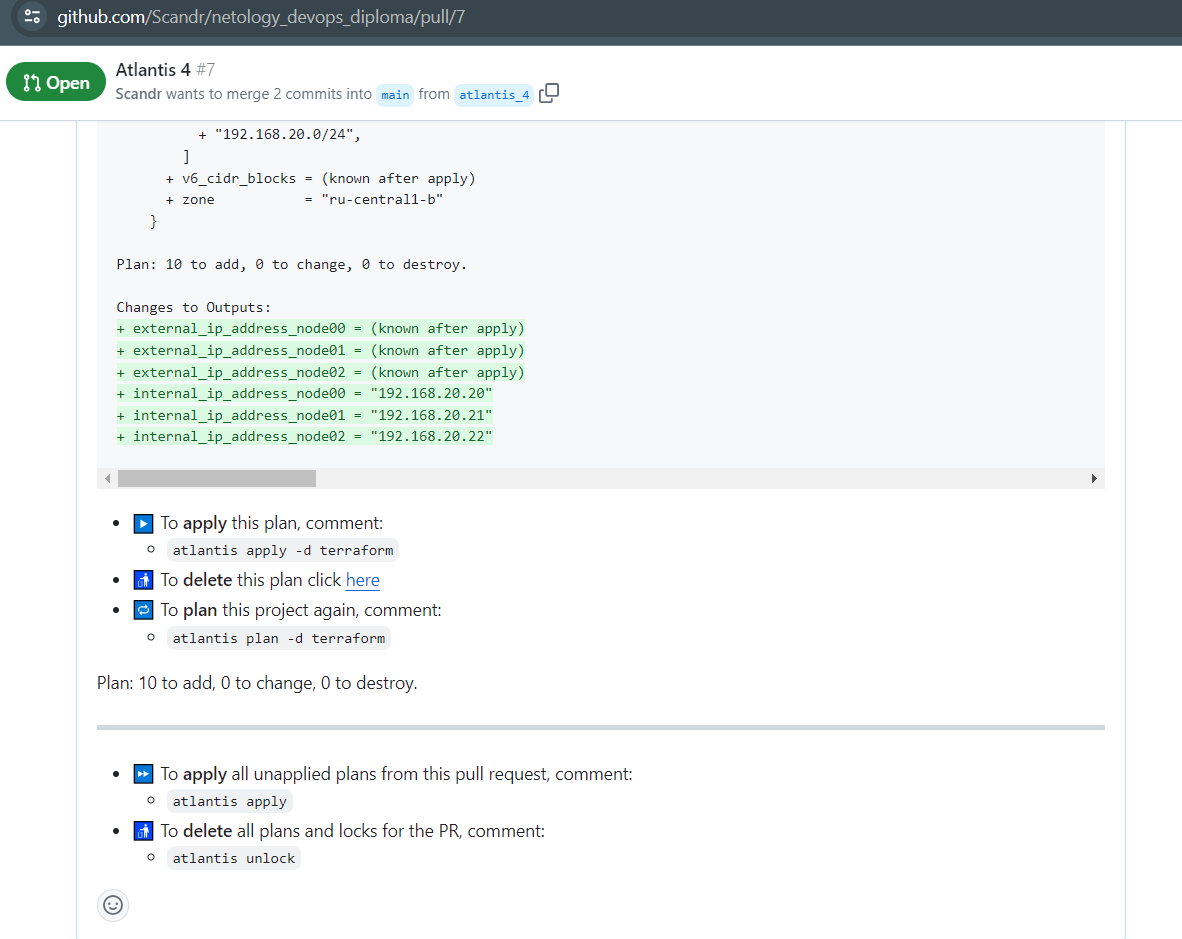 github.com/Scandr/netology_devops_diploma/pull/7
Open
Atlantis 4 #7
Scandr wants to merge 2 commits into main from atlantis_4
+ "192.168.20.0/24",
]
+ v6_cidr_blocks = (known after apply)
+ zone           = "ru-central1-b"
}
Plan: 10 to add, 0 to change, 0 to destroy.
Changes to Outputs:
+ external_ip_address_node00 = (known after apply)
+ external_ip_address_node01 = (known after apply)
+ external_ip_address_node02 = (known after apply)
+ internal_ip_address_node00 = "192.168.20.20"
+ internal_ip_address_node01 = "192.168.20.21"
+ internal_ip_address_node02 = "192.168.20.22"
To apply this plan, comment:
atlantis apply -d terraform
To delete this plan click here
To plan this project again, comment:
atlantis plan -d terraform
Plan: 10 to add, 0 to change, 0 to destroy.
To apply all unapplied plans from this pull request, comment:
atlantis apply
To delete all plans and locks for the PR, comment:
atlantis unlock